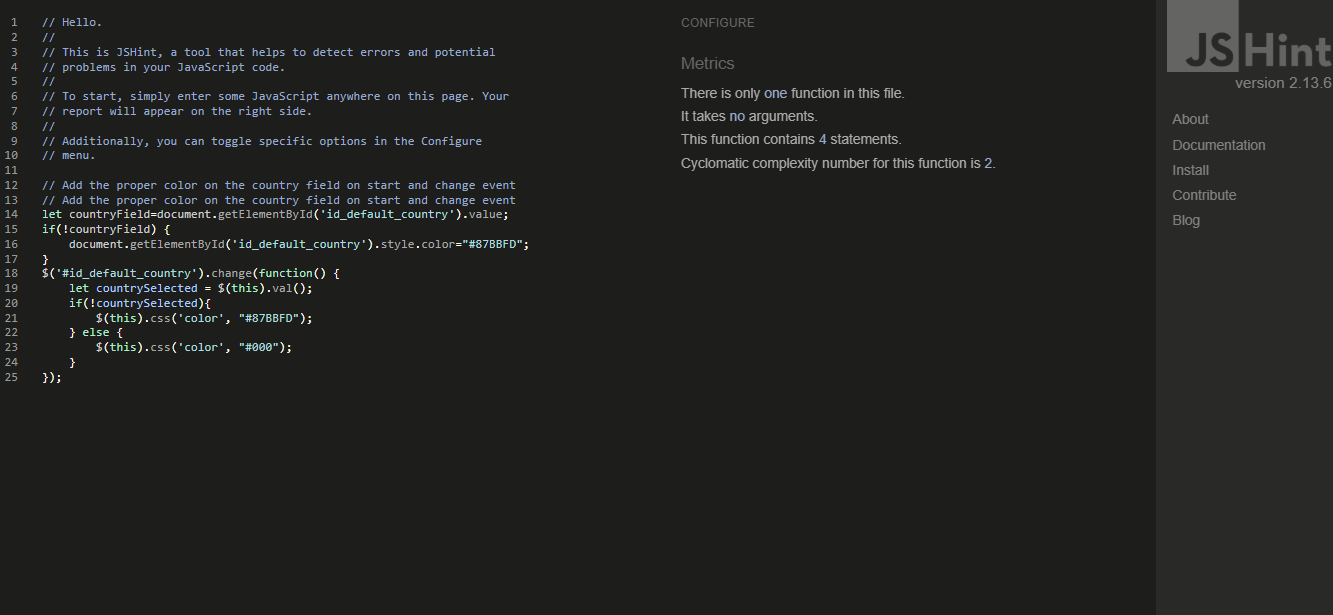 1 // Hello.
2 //
3 // This is JSHint, a tool that helps to detect errors and potential
4 // problems in your JavaScript code.
5 //
6 // To start, simply enter some JavaScript anywhere on this page. Your
7 // report will appear on the right side.
8 //
9 // Additionally, you can toggle specific options in the Configure
10 // menu.
11
12 // Add the proper color on the country field on start and change event
13 // Add the proper color on the country field on start and change event
14 let countryField=document.getElementById('id_default_country').value;
15 if(!countryField) {
16     document.getElementById('id_default_country').style.color="#87BBFD";
17 }
18 $('#id_default_country').change(function() {
19     let countrySelected = $(this).val();
20     if(!countrySelected){
21         $(this).css('color', "#87BBFD");
22     } else {
23         $(this).css('color', "#000");
24     }
25 });
CONFIGURE
Metrics
There is only one function in this file.
It takes no arguments.
This function contains 4 statements.
Cyclomatic complexity number for this function is 2.
JSHint
version 2.13.6
About
Documentation
Install
Contribute
Blog